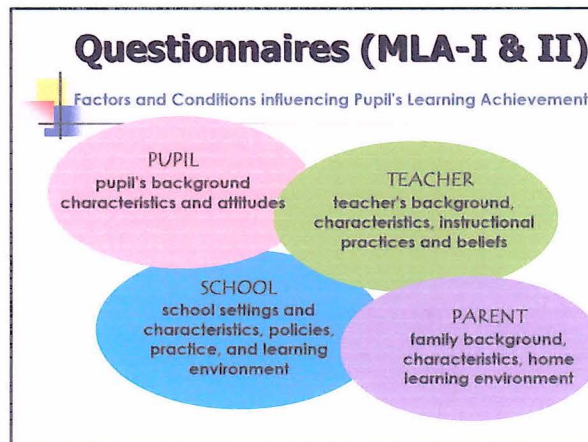 Questionnaires (MLA-I & II)
Factors and Conditions influencing Pupil's Learning Achievement
PUPIL
pupil's background
characteristics and attitudes
TEACHER
teacher's background,
characteristics, instructional
practices and beliefs
SCHOOL
school settings and
characteristics, policies,
practice, and learning
environment
PARENT
family background,
characteristics, home
learning environment